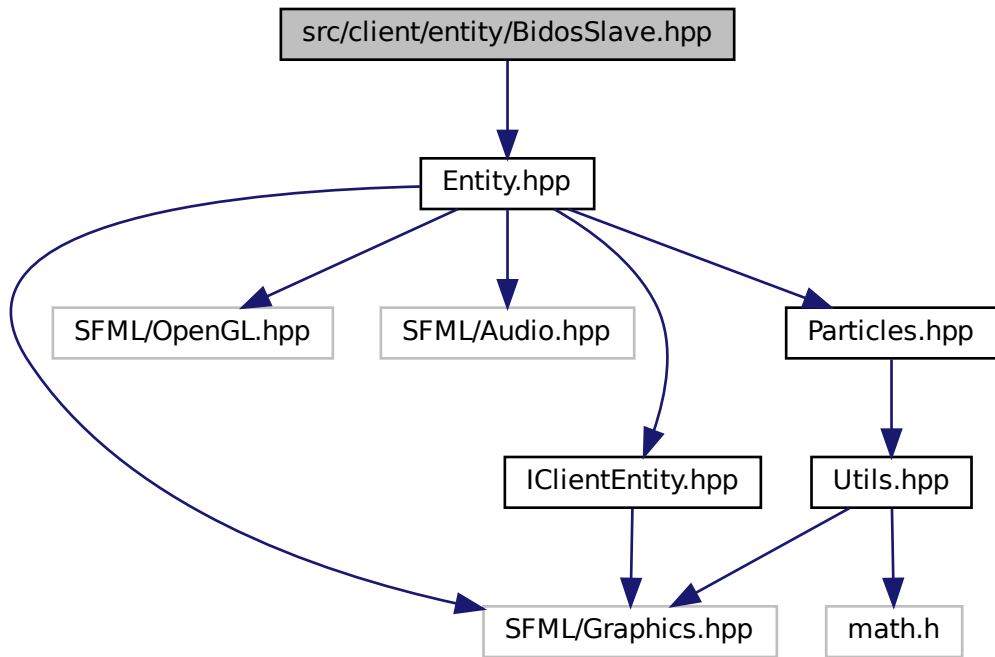 src/client/entity/BidosSlave.hpp
Entity.hpp
SFML/OpenGL.hpp
SFML/Audio.hpp
Particles.hpp
IClientEntity.hpp
Utils.hpp
SFML/Graphics.hpp
math.h